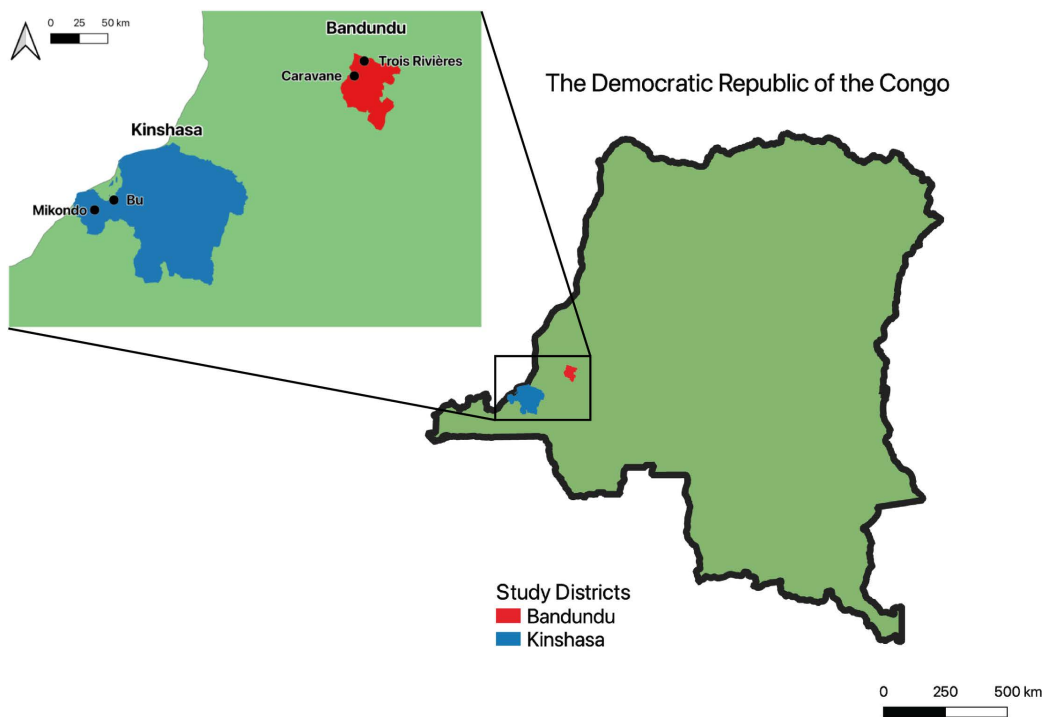 0 25 50 km
Bandundu
Trois Rivières
Caravane
Kinshasa
Bu
Mikondo
The Democratic Republic of the Congo
Study Districts
Bandundu
Kinshasa
0 250 500 km